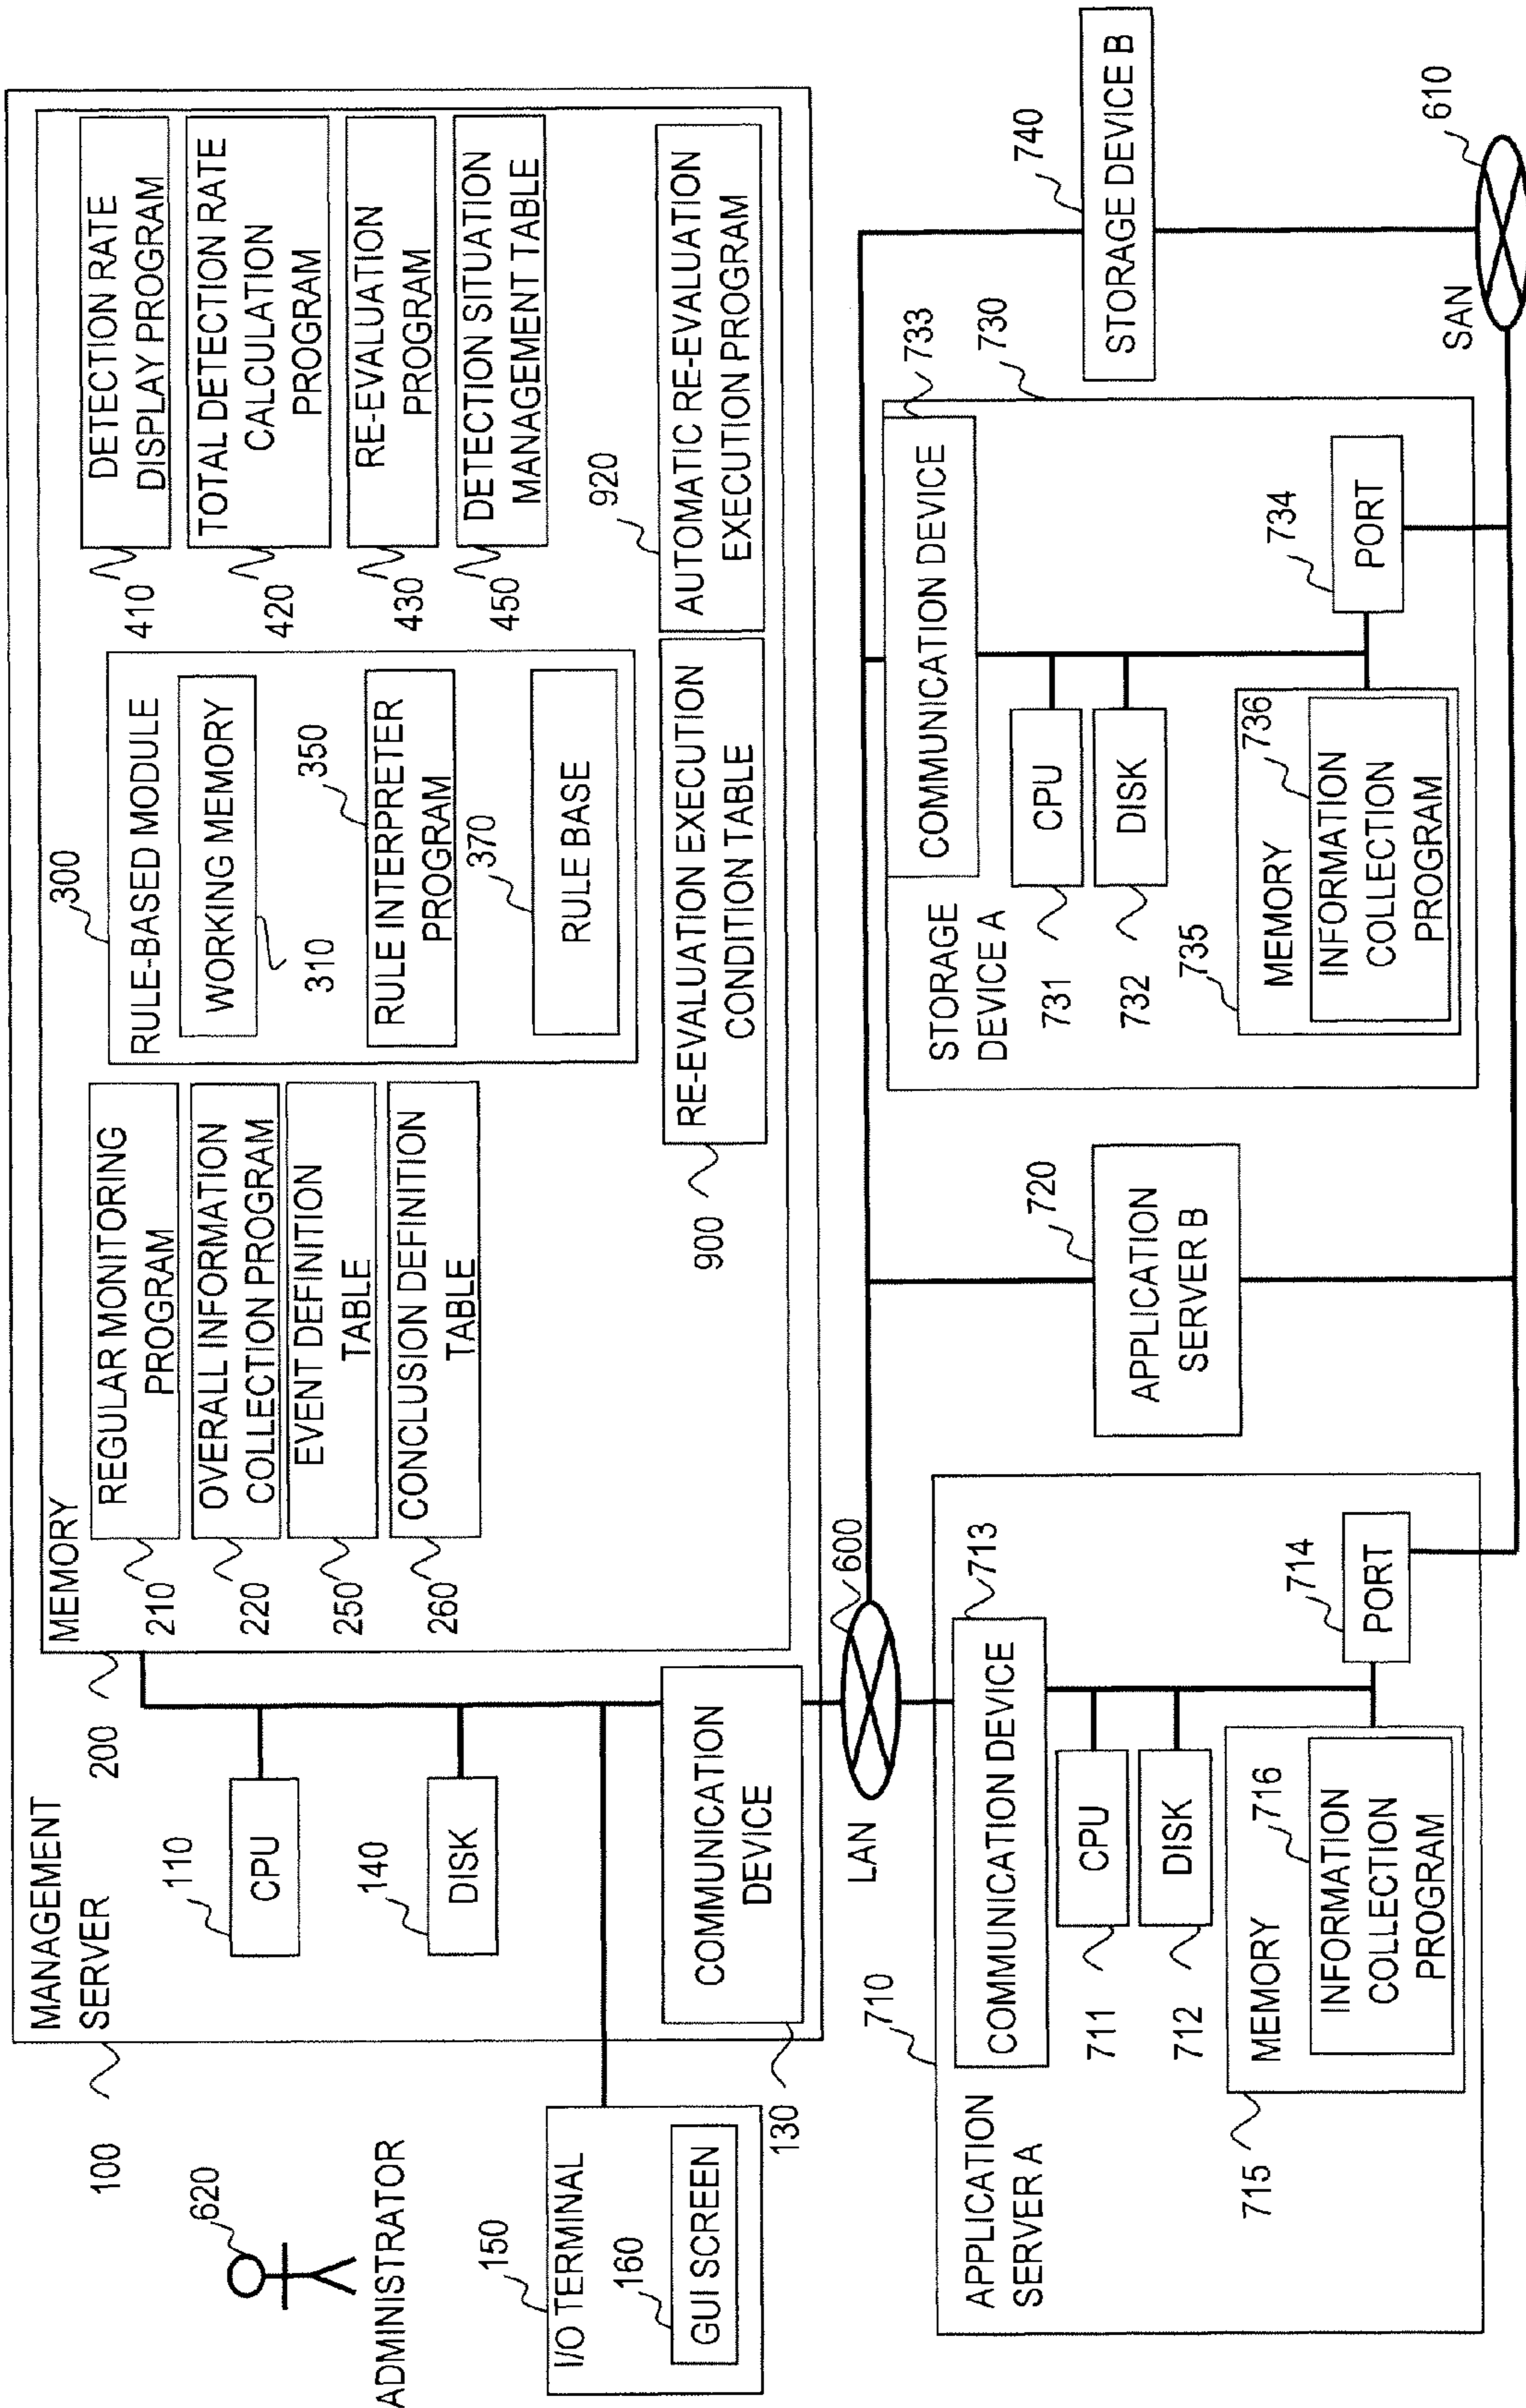 MANAGEMENT
SERVER
100
200
110
CPU
140
DISK
COMMUNICATION
DEVICE
130
620
ADMINISTRATOR
150
I/O TERMINAL
160
GUI SCREEN
MEMORY
210
REGULAR MONITORING
PROGRAM
220
OVERALL INFORMATION
COLLECTION PROGRAM
250
EVENT DEFINITION
TABLE
260
CONCLUSION DEFINITION
TABLE
300
RULE-BASED MODULE
WORKING MEMORY
310
350
RULE INTERPRETER
PROGRAM
370
RULE BASE
410
DETECTION RATE
DISPLAY PROGRAM
420
TOTAL DETECTION RATE
CALCULATION
PROGRAM
430
RE-EVALUATION
PROGRAM
450
DETECTION SITUATION
MANAGEMENT TABLE
900
RE-EVALUATION EXECUTION
CONDITION TABLE
920
AUTOMATIC RE-EVALUATION
EXECUTION PROGRAM
LAN
600
710
APPLICATION
SERVER A
713
COMMUNICATION DEVICE
711
CPU
712
DISK
714
PORT
715
MEMORY
716
INFORMATION
COLLECTION
PROGRAM
720
APPLICATION
SERVER B
730
733
STORAGE
DEVICE A
COMMUNICATION DEVICE
731
CPU
732
DISK
734
PORT
735
MEMORY
736
INFORMATION
COLLECTION
PROGRAM
740
STORAGE DEVICE B
SAN
610